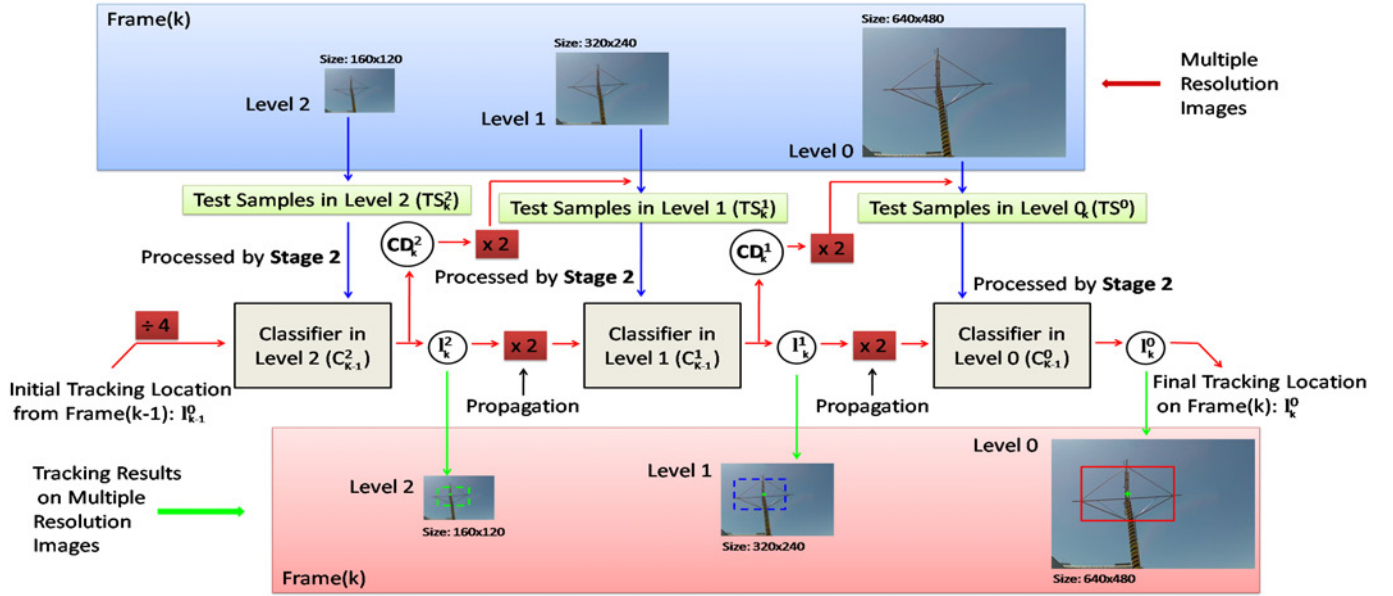 Frame(k)
Size: 640x480
Size: 320x240
Size: 160x120
Level 2
Level 1
Level 0
Multiple
Resolution
Images
Test Samples in Level 2 (TS²ₖ)
Test Samples in Level 1 (TS¹ₖ)
Test Samples in Level 0ₖ(TS⁰)
CD²ₖ
x 2
CD¹ₖ
x 2
Processed by Stage 2
Processed by Stage 2
Processed by Stage 2
÷ 4
Classifier in
Level 2 (C²ₖ₋₁)
l²ₖ
x 2
Classifier in
Level 1 (C¹ₖ₋₁)
l¹ₖ
x 2
Classifier in
Level 0 (C⁰ₖ₋₁)
l⁰ₖ
Initial Tracking Location
from Frame(k-1): l⁰ₖ₋₁
Propagation
Propagation
Final Tracking Location
on Frame(k): l⁰ₖ
Tracking Results
on Multiple
Resolution
Images
Level 2
Size: 160x120
Level 1
Size: 320x240
Level 0
Size: 640x480
Frame(k)